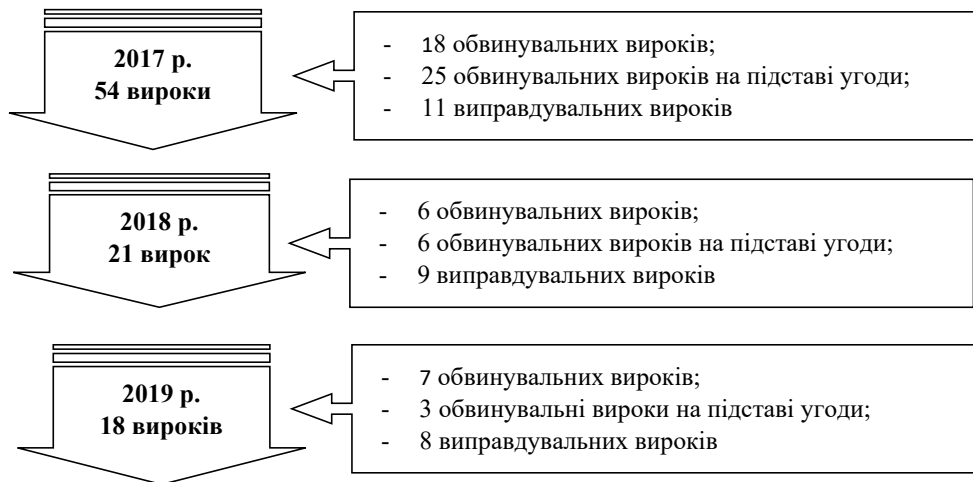 2017 р.
54 вироки
- 18 обвинувальних вироків;
- 25 обвинувальних вироків на підставі угоди;
- 11 виправдувальних вироків
2018 р.
21 вирок
- 6 обвинувальних вироків;
- 6 обвинувальних вироків на підставі угоди;
- 9 виправдувальних вироків
2019 р.
18 вироків
- 7 обвинувальних вироків;
- 3 обвинувальні вироки на підставі угоди;
- 8 виправдувальних вироків